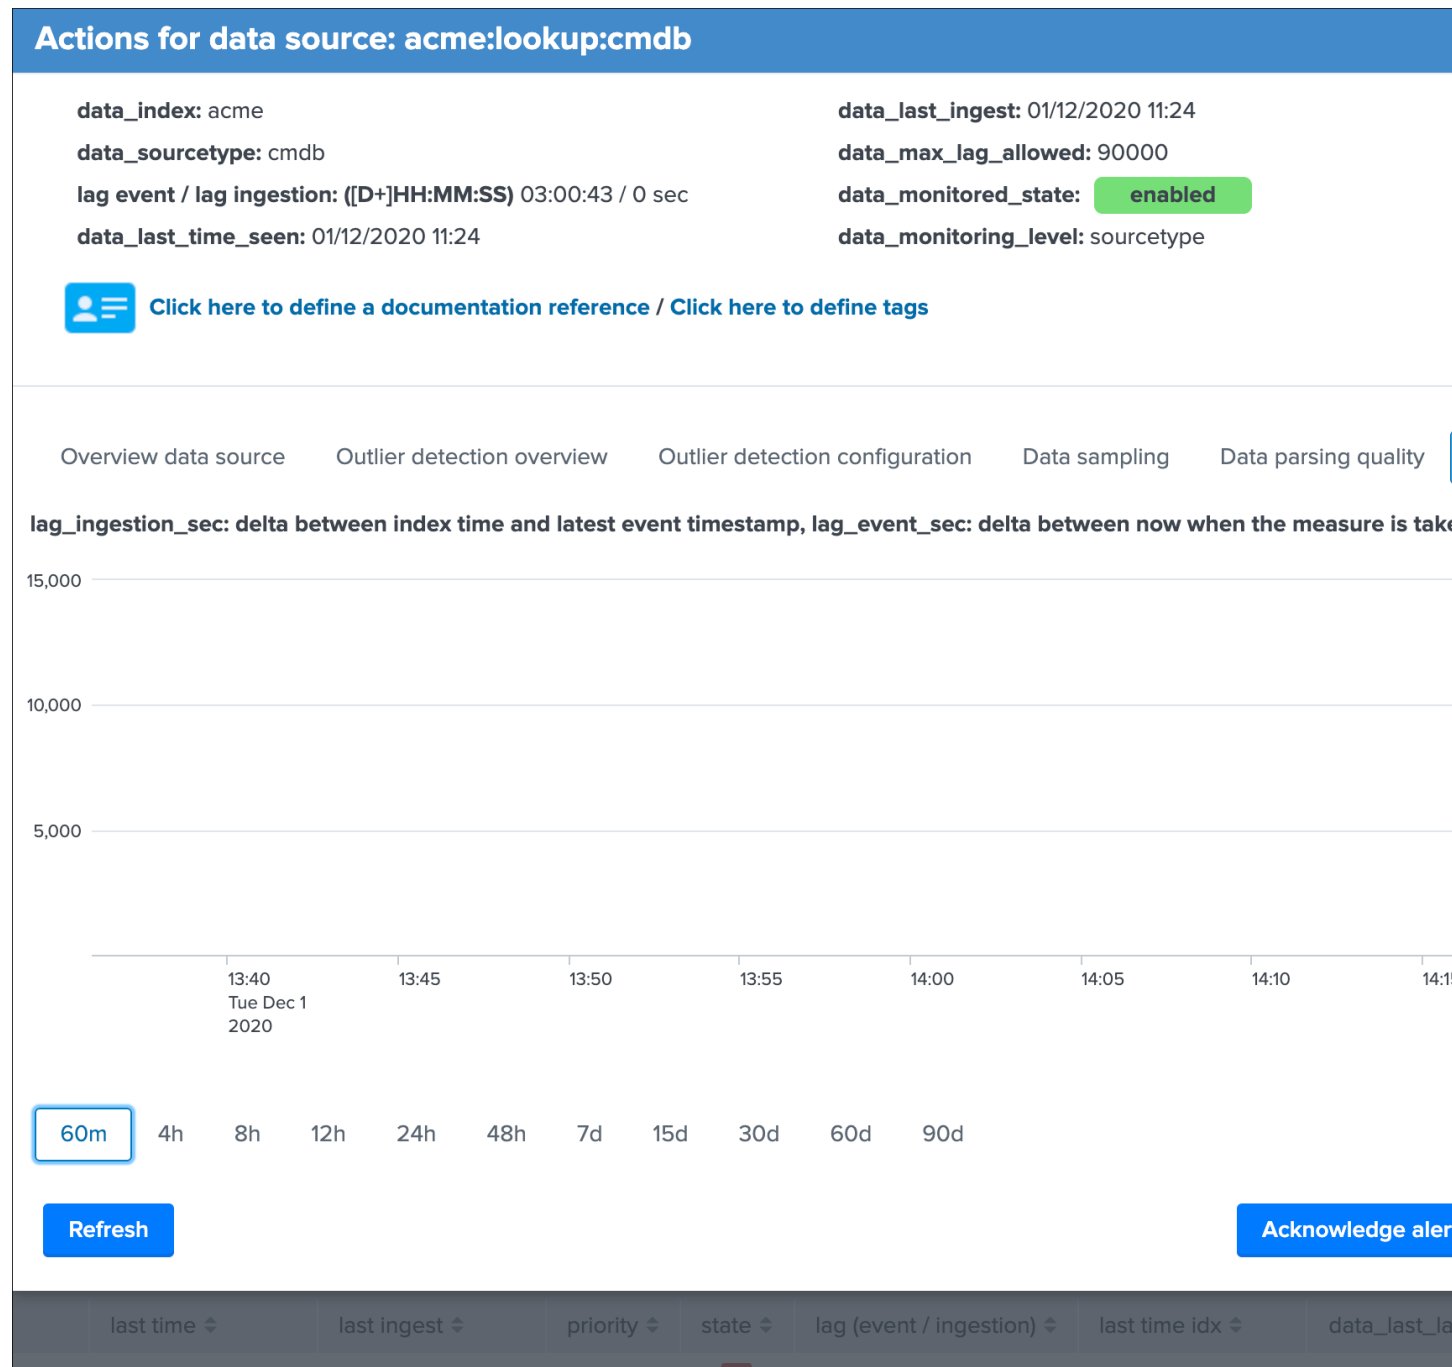 Actions for data source: acme:lookup:cmdb
data_index: acme
data_last_ingest: 01/12/2020 11:24
data_sourcetype: cmdb
data_max_lag_allowed: 90000
lag event / lag ingestion: ([D+]HH:MM:SS) 03:00:43 / 0 sec
data_monitored_state: enabled
data_last_time_seen: 01/12/2020 11:24
data_monitoring_level: sourcetype
Click here to define a documentation reference / Click here to define tags
Overview data source Outlier detection overview Outlier detection configuration Data sampling Data parsing quality
lag_ingestion_sec: delta between index time and latest event timestamp, lag_event_sec: delta between now when the measure is take
15,000
10,000
5,000
13:40 13:45 13:50 13:55 14:00 14:05 14:10 14:1
Tue Dec 1
2020
60m 4h 8h 12h 24h 48h 7d 15d 30d 60d 90d
Refresh Acknowledge aler
last time last ingest priority state lag (event / ingestion) last time idx data_last_la